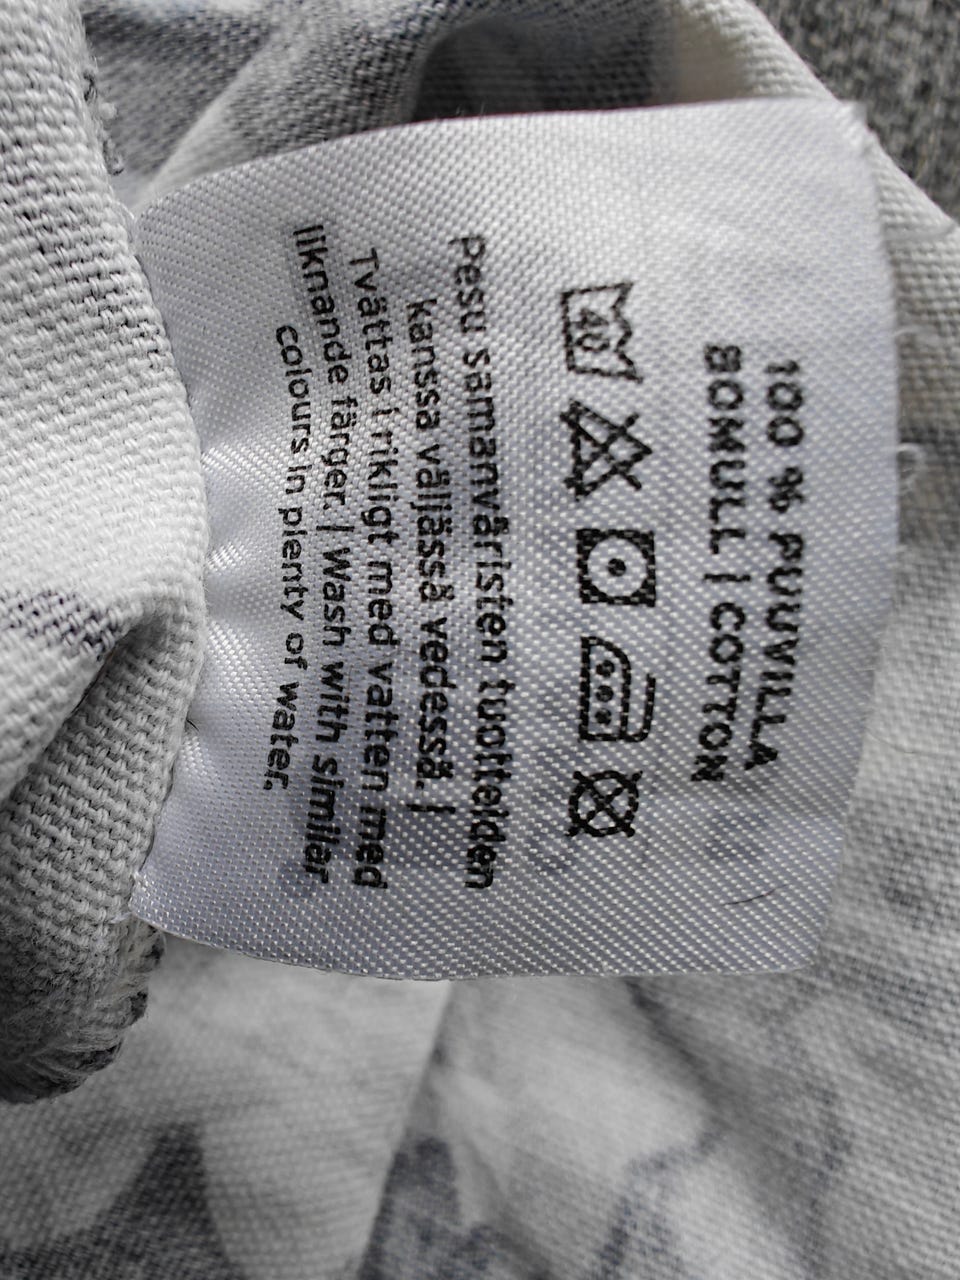 100 % PUUVILLA
BOMULL | COTTON
40
Pesu samanväristen tuotteiden
kanssa väljässä vedessä. |
Tvättas i rikligt med vatten med
liknande färger. | Wash with similar
colours in plenty of water.